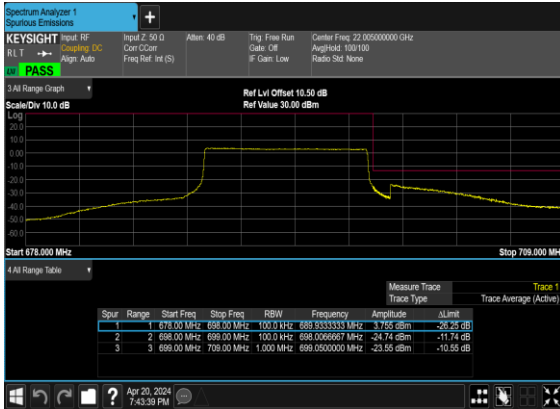 Spectrum Analyzer 1
Spurious Emissions
+
KEYSIGHT Input: RF Input Z: 50 Ω Atten: 40 dB Trig: Free Run Center Freq: 22.005000000 GHz
RLT Coupling: DC Corr CCorr Gate: Off Avg|Hold: 100/100
Align: Auto Freq Ref: Int (S) IF Gain: Low Radio Std: None
PASS
3 All Range Graph
Ref Lvl Offset 10.50 dB
Scale/Div 10.0 dB Ref Value 30.00 dBm
Log
20.0
10.0
0.00
-10.0
-20.0
-30.0
-40.0
-50.0
-60.0
Start 678.000 MHz Stop 709.000 MH
4 All Range Table
Measure Trace Trace 1
Trace Type Trace Average (Active)
Spur Range Start Freq Stop Freq RBW Frequency Amplitude ΔLimit
1 1 678.00 MHz 698.00 MHz 100.0 kHz 689.9333333 MHz 3.755 dBm -26.25 dB
2 2 698.00 MHz 699.00 MHz 100.0 kHz 698.0066667 MHz -24.74 dBm -11.74 dB
3 3 699.00 MHz 709.00 MHz 1.000 MHz 699.0500000 MHz -23.55 dBm -10.55 dB
? Apr 20, 2024
7:43:39 PM